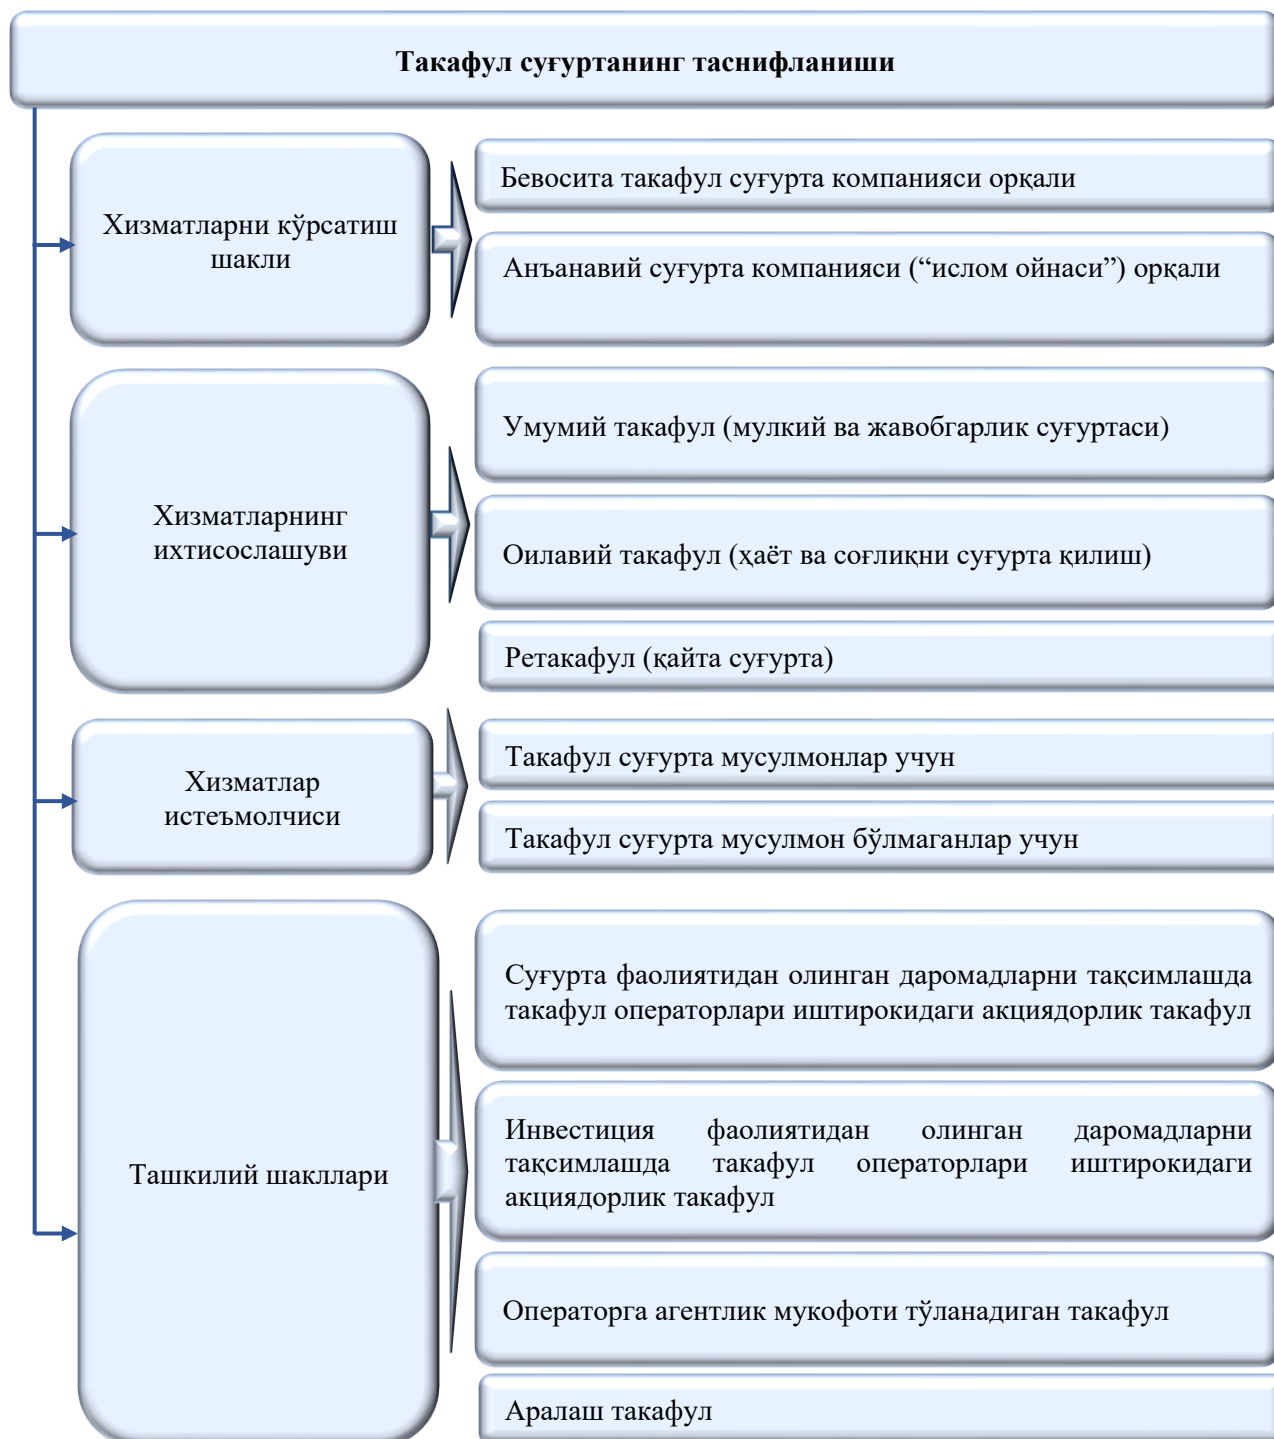 Такафул суғуртанинг таснифланиши
Хизматларни кўрсатиш
шакли
Бевосита такафул суғурта компанияси орқали
Анъанавий суғурта компанияси (“ислом ойнаси”) орқали
Хизматларнинг
ихтисослашуви
Умумий такафул (мулкий ва жавобгарлик суғуртаси)
Оилавий такафул (ҳаёт ва соғлиқни суғурта қилиш)
Ретакафул (қайта суғурта)
Хизматлар
истеъмолчиси
Такафул суғурта мусулмонлар учун
Такафул суғурта мусулмон бўлмаганлар учун
Ташкилий шакллари
Суғурта фаолиятидан олинган даромадларни тақсимлашда
такафул операторлари иштирокидаги акциядорлик такафул
Инвестиция фаолиятидан олинган даромадларни
тақсимлашда такафул операторлари иштирокидаги
акциядорлик такафул
Операторга агентлик мукофоти тўланадиган такафул
Аралаш такафул